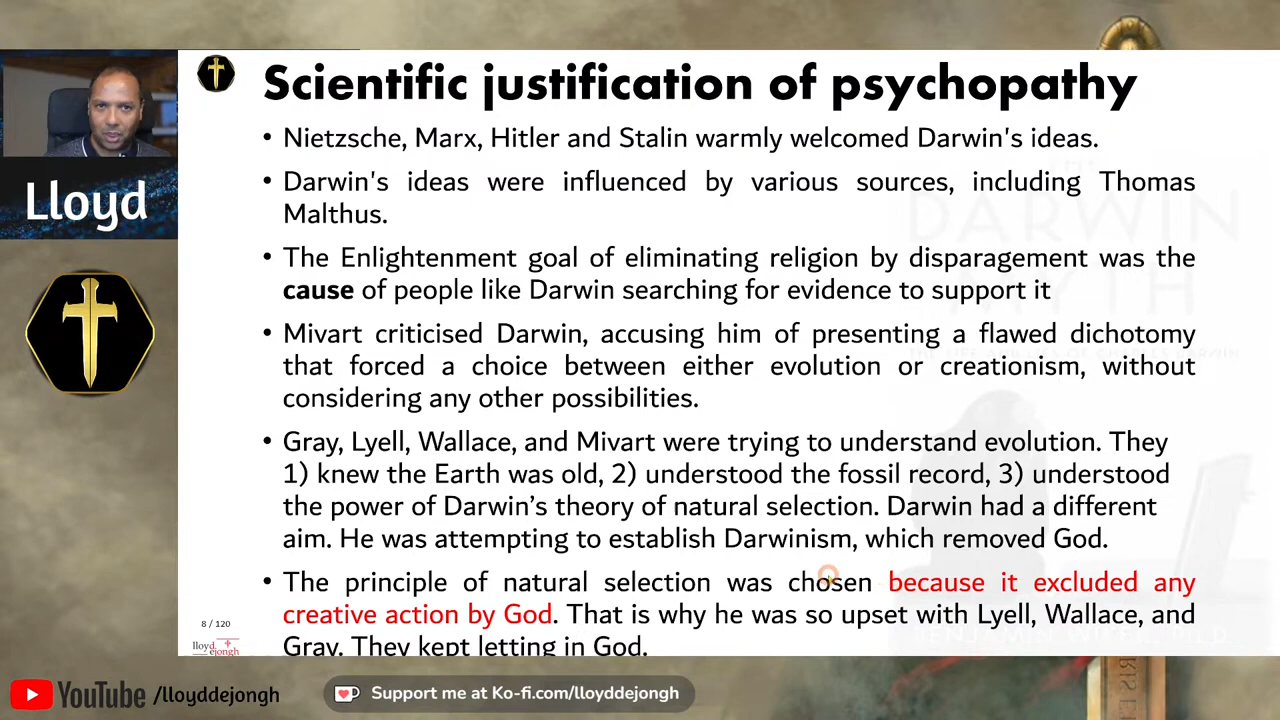 Scientific justification of psychopathy
• Nietzsche, Marx, Hitler and Stalin warmly welcomed Darwin's ideas.
• Darwin's ideas were influenced by various sources, including Thomas
Malthus.
• The Enlightenment goal of eliminating religion by disparagement was the
cause of people like Darwin searching for evidence to support it
• Mivart criticised Darwin, accusing him of presenting a flawed dichotomy
that forced a choice between either evolution or creationism, without
considering any other possibilities.
• Gray, Lyell, Wallace, and Mivart were trying to understand evolution. They
1) knew the Earth was old, 2) understood the fossil record, 3) understood
the power of Darwin’s theory of natural selection. Darwin had a different
aim. He was attempting to establish Darwinism, which removed God.
• The principle of natural selection was chosen because it excluded any
creative action by God. That is why he was so upset with Lyell, Wallace, and
Gray. They kept letting in God.
DARWIN
MYTH
Lloyd
8 / 120
lloyd
dejongh
YouTube /lloyddejongh
Support me at Ko-fi.com/lloyddejongh